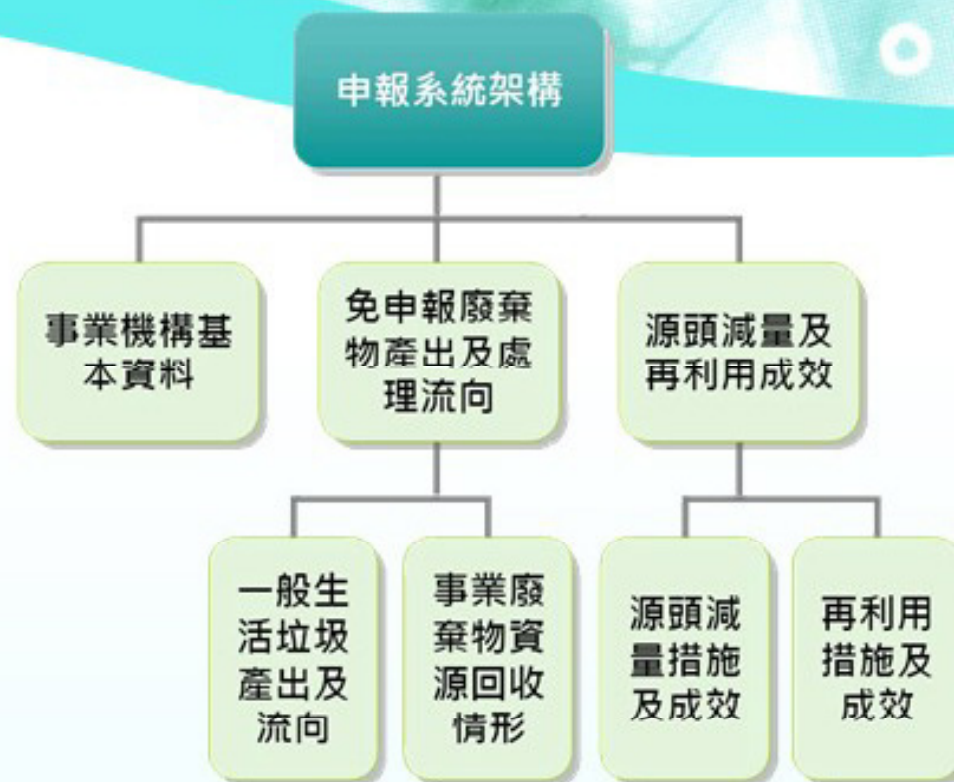 申報系統架構
事業機構基
本資料
免申報廢棄
物產出及處
理流向
源頭減量及
再利用成效
一般生
活垃圾
產出及
流向
事業廢
棄物資
源回收
情形
源頭減
量措施
及成效
再利用
措施及
成效